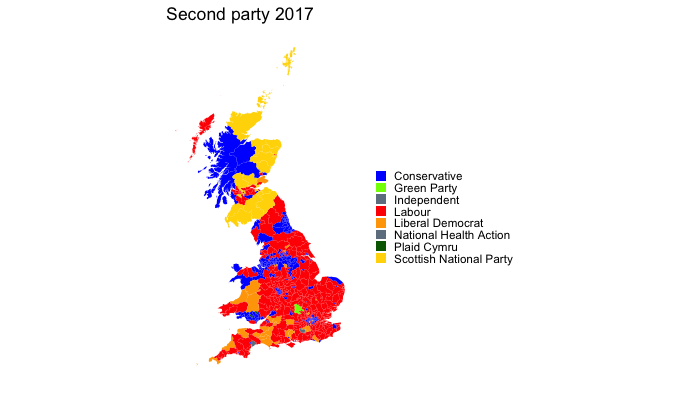 Second party 2017
Conservative
Green Party
Independent
Labour
Liberal Democrat
National Health Action
Plaid Cymru
Scottish National Party